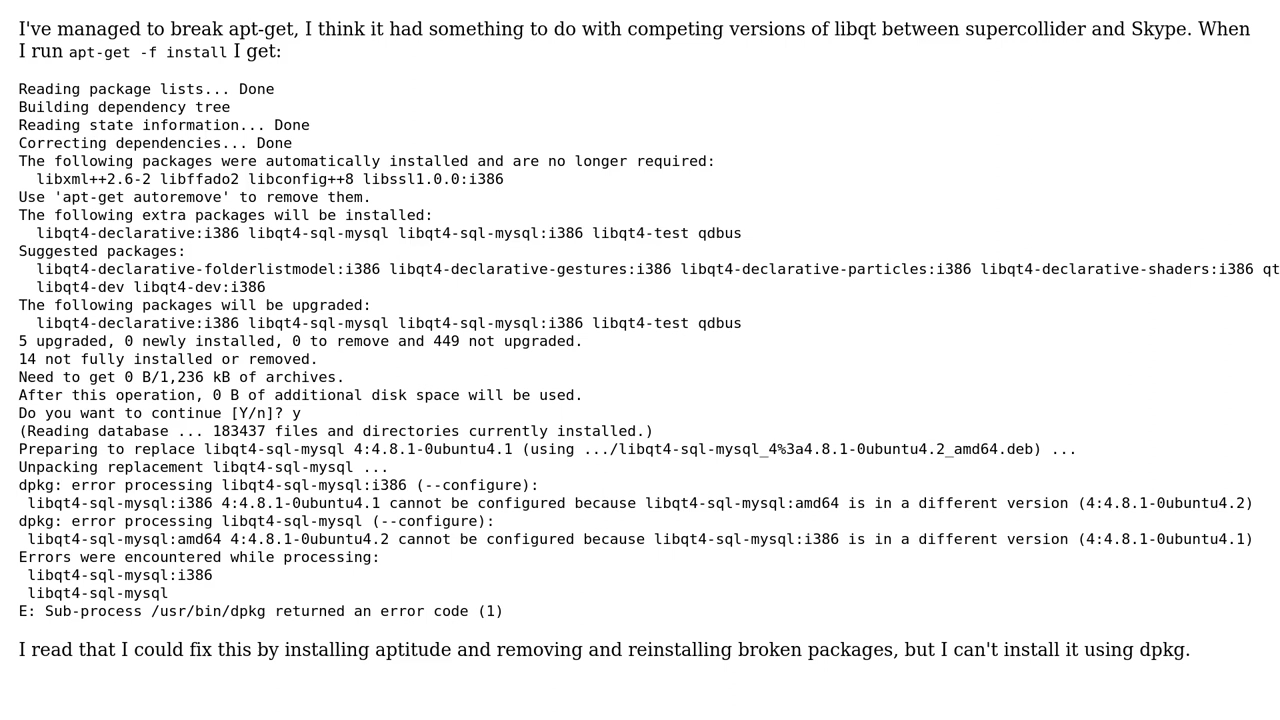 I've managed to break apt-get, I think it had something to do with competing versions of libqt between supercollider and Skype. When
I run apt-get -f install I get:
Reading package lists... Done
Building dependency tree
Reading state information... Done
Correcting dependencies... Done
The following packages were automatically installed and are no longer required:
  libxml++2.6-2 libffado2 libconfig++8 libssl1.0.0:i386
Use 'apt-get autoremove' to remove them.
The following extra packages will be installed:
  libqt4-declarative:i386 libqt4-sql-mysql libqt4-sql-mysql:i386 libqt4-test qdbus
Suggested packages:
  libqt4-declarative-folderlistmodel:i386 libqt4-declarative-gestures:i386 libqt4-declarative-particles:i386 libqt4-declarative-shaders:i386 qt
  libqt4-dev libqt4-dev:i386
The following packages will be upgraded:
  libqt4-declarative:i386 libqt4-sql-mysql libqt4-sql-mysql:i386 libqt4-test qdbus
5 upgraded, 0 newly installed, 0 to remove and 449 not upgraded.
14 not fully installed or removed.
Need to get 0 B/1,236 kB of archives.
After this operation, 0 B of additional disk space will be used.
Do you want to continue [Y/n]? y
(Reading database ... 183437 files and directories currently installed.)
Preparing to replace libqt4-sql-mysql 4:4.8.1-0ubuntu4.1 (using .../libqt4-sql-mysql_4%3a4.8.1-0ubuntu4.2_amd64.deb) ...
Unpacking replacement libqt4-sql-mysql ...
dpkg: error processing libqt4-sql-mysql:i386 (--configure):
 libqt4-sql-mysql:i386 4:4.8.1-0ubuntu4.1 cannot be configured because libqt4-sql-mysql:amd64 is in a different version (4:4.8.1-0ubuntu4.2)
dpkg: error processing libqt4-sql-mysql (--configure):
 libqt4-sql-mysql:amd64 4:4.8.1-0ubuntu4.2 cannot be configured because libqt4-sql-mysql:i386 is in a different version (4:4.8.1-0ubuntu4.1)
Errors were encountered while processing:
 libqt4-sql-mysql:i386
 libqt4-sql-mysql
E: Sub-process /usr/bin/dpkg returned an error code (1)
I read that I could fix this by installing aptitude and removing and reinstalling broken packages, but I can't install it using dpkg.